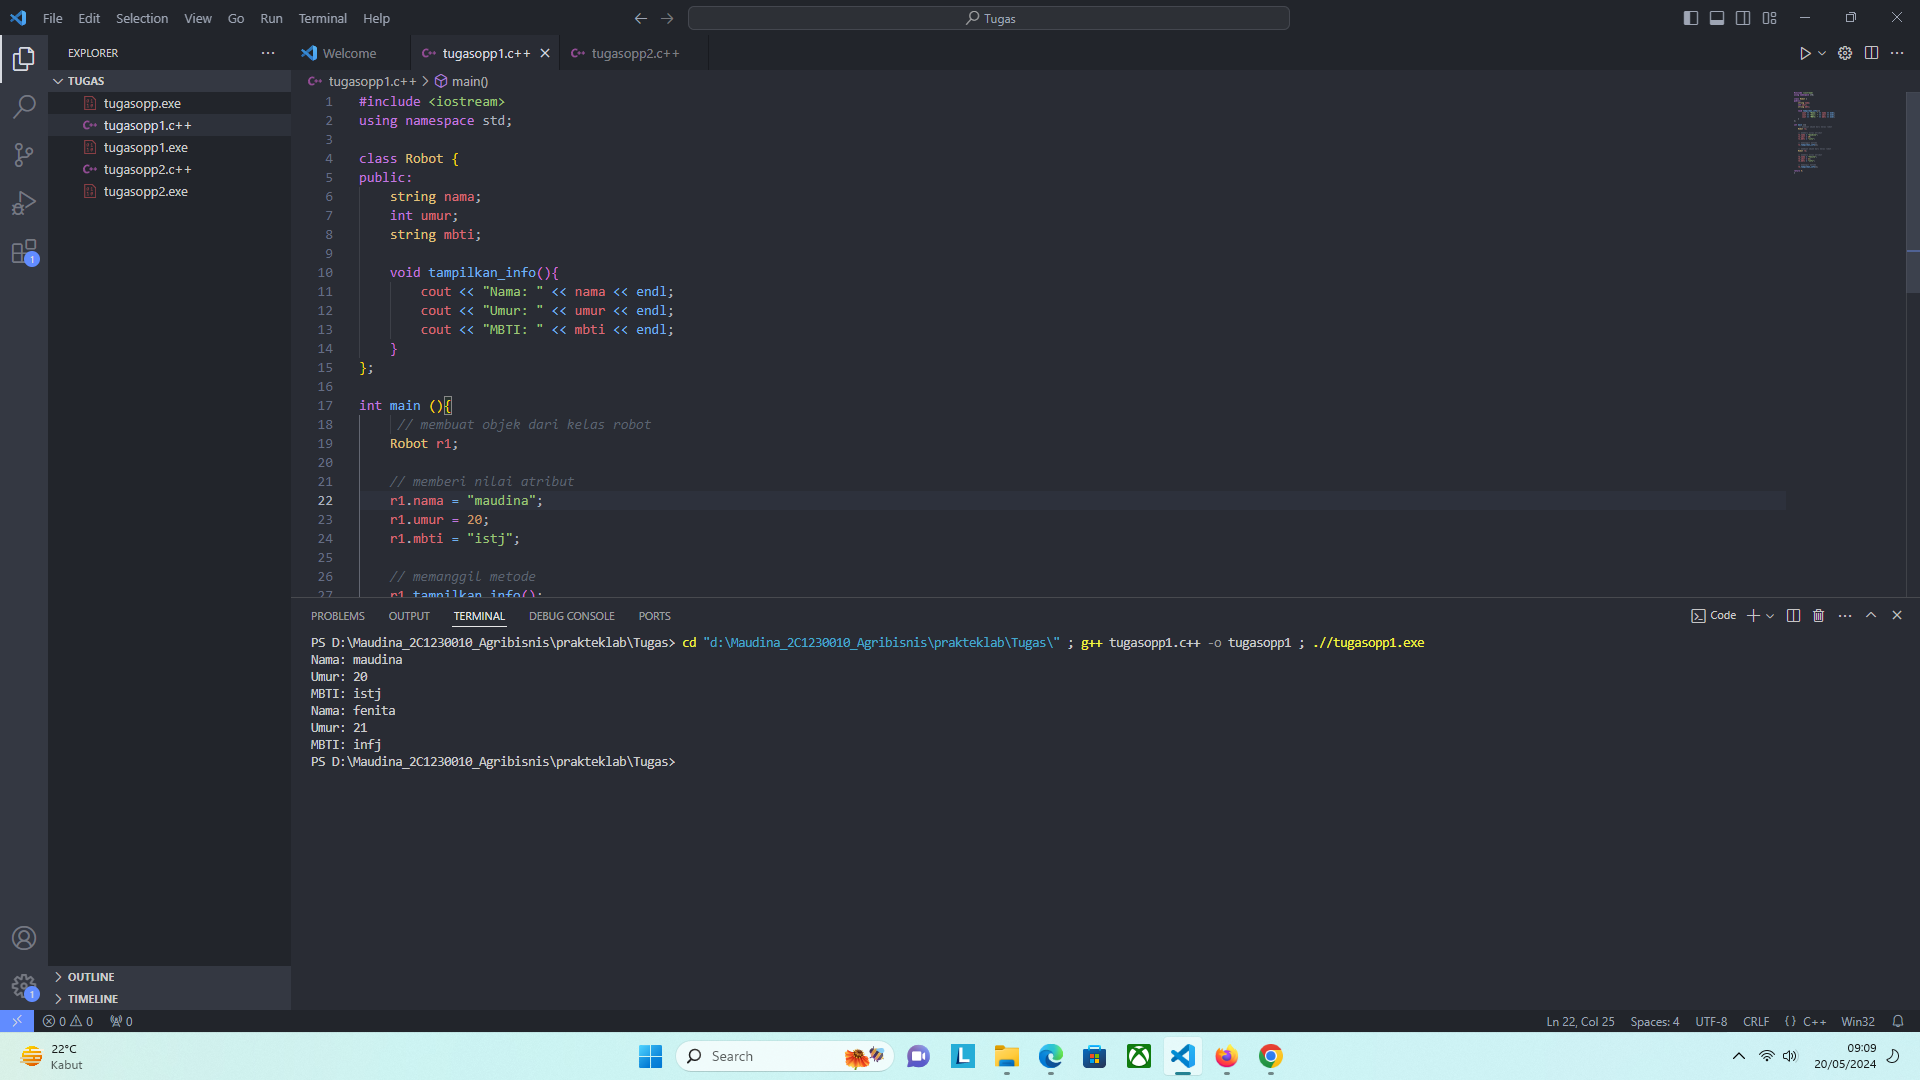 File Edit Selection View Go Run Terminal Help
Tugas
EXPLORER
Welcome
tugasopp1.c++
tugasopp2.c++
TUGAS
tugasopp.exe
tugasopp1.c++
tugasopp1.exe
tugasopp2.c++
tugasopp2.exe
tugasopp1.c++ > main()
1 #include <iostream>
2 using namespace std;
3
4 class Robot {
5 public:
6 string nama;
7 int umur;
8 string mbti;
9
10 void tampilkan_info(){
11 cout << "Nama: " << nama << endl;
12 cout << "Umur: " << umur << endl;
13 cout << "MBTI: " << mbti << endl;
14 }
15 };
16
17 int main (){
18 // membuat objek dari kelas robot
19 Robot r1;
20
21 // memberi nilai atribut
22 r1.nama = "maudina";
23 r1.umur = 20;
24 r1.mbti = "istj";
25
26 // memanggil metode
27 r1.tampilkan_info();
PROBLEMS OUTPUT TERMINAL DEBUG CONSOLE PORTS
Code
PS D:\Maudina_2C1230010_Agribisnis\prakteklab\Tugas> cd "d:\Maudina_2C1230010_Agribisnis\prakteklab\Tugas\" ; g++ tugasopp1.c++ -o tugasopp1 ; .//tugasopp1.exe
Nama: maudina
Umur: 20
MBTI: istj
Nama: fenita
Umur: 21
MBTI: infj
PS D:\Maudina_2C1230010_Agribisnis\prakteklab\Tugas>
1
1
OUTLINE
TIMELINE
0 0 0
Ln 22, Col 25 Spaces: 4 UTF-8 CRLF {} C++ Win32
22°C
Kabut
Search
09:09
20/05/2024